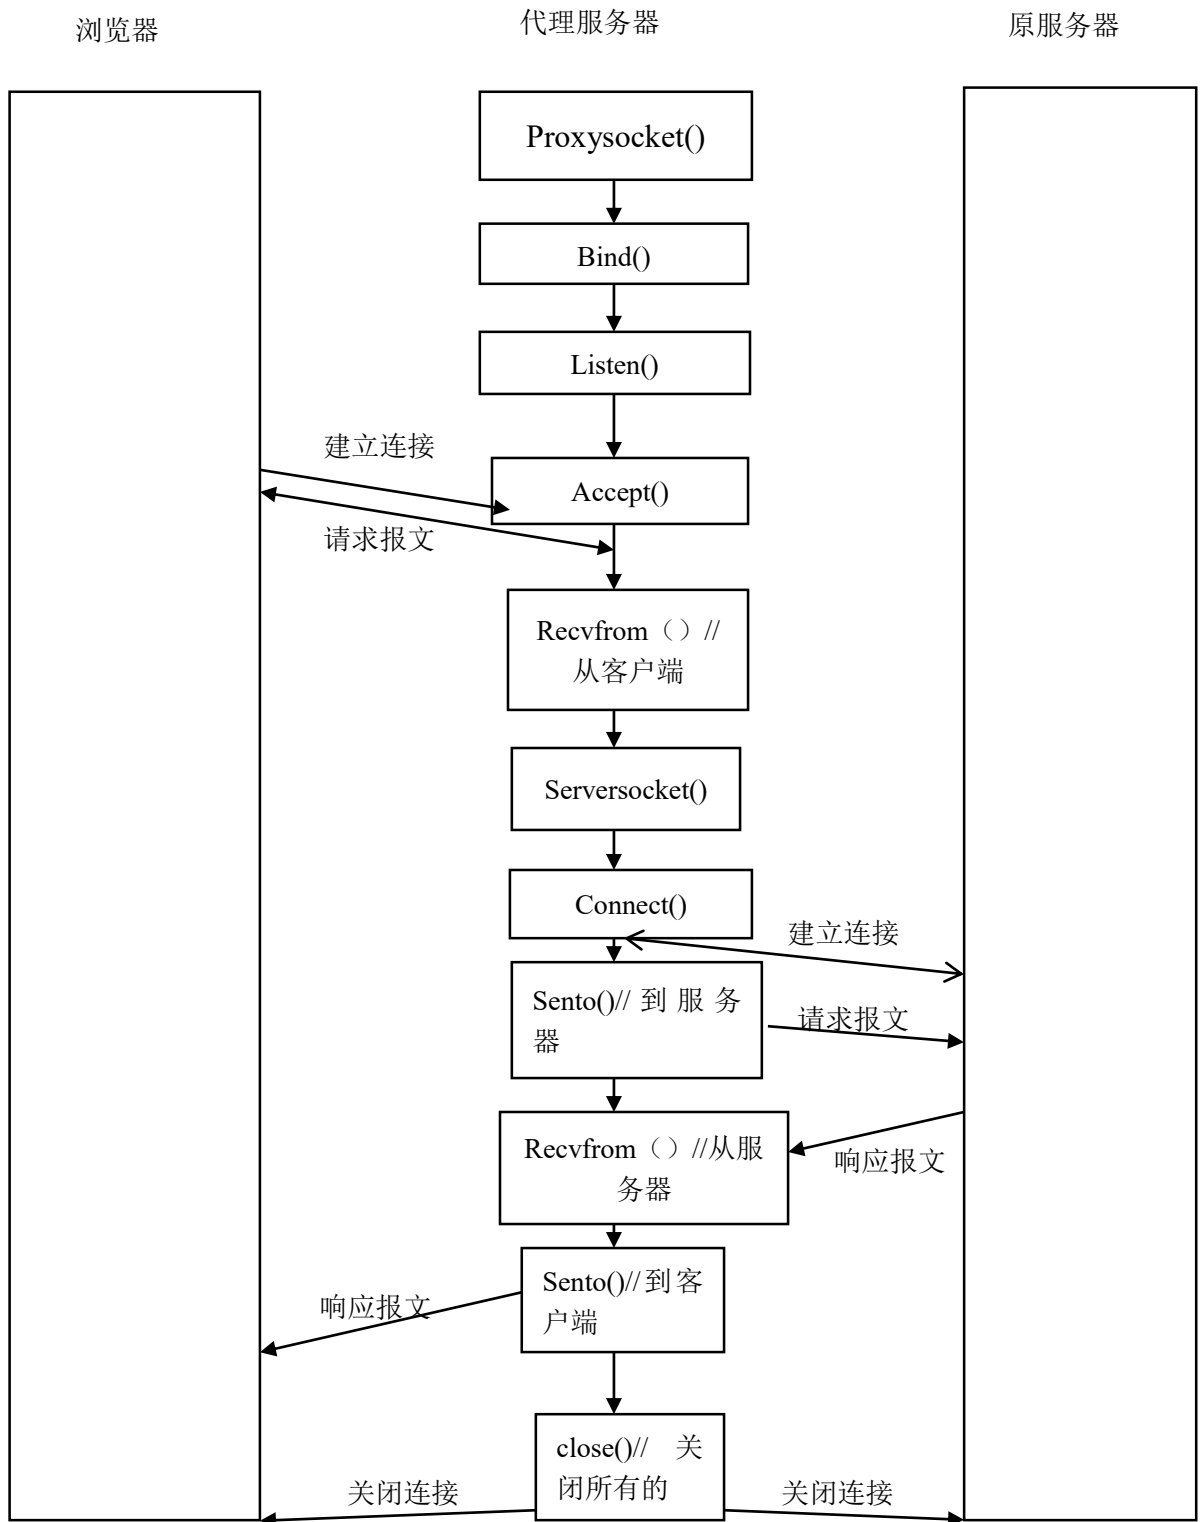 浏览器
代理服务器
原服务器
Proxysocket()
Bind()
Listen()
建立连接
Accept()
请求报文
Recvfrom（）//
从客户端
Serversocket()
Connect()
建立连接
Sento()//到服务
器
请求报文
Recvfrom（）//从服
务器
响应报文
Sento()//到客
户端
响应报文
close()// 关
闭所有的
关闭连接
关闭连接